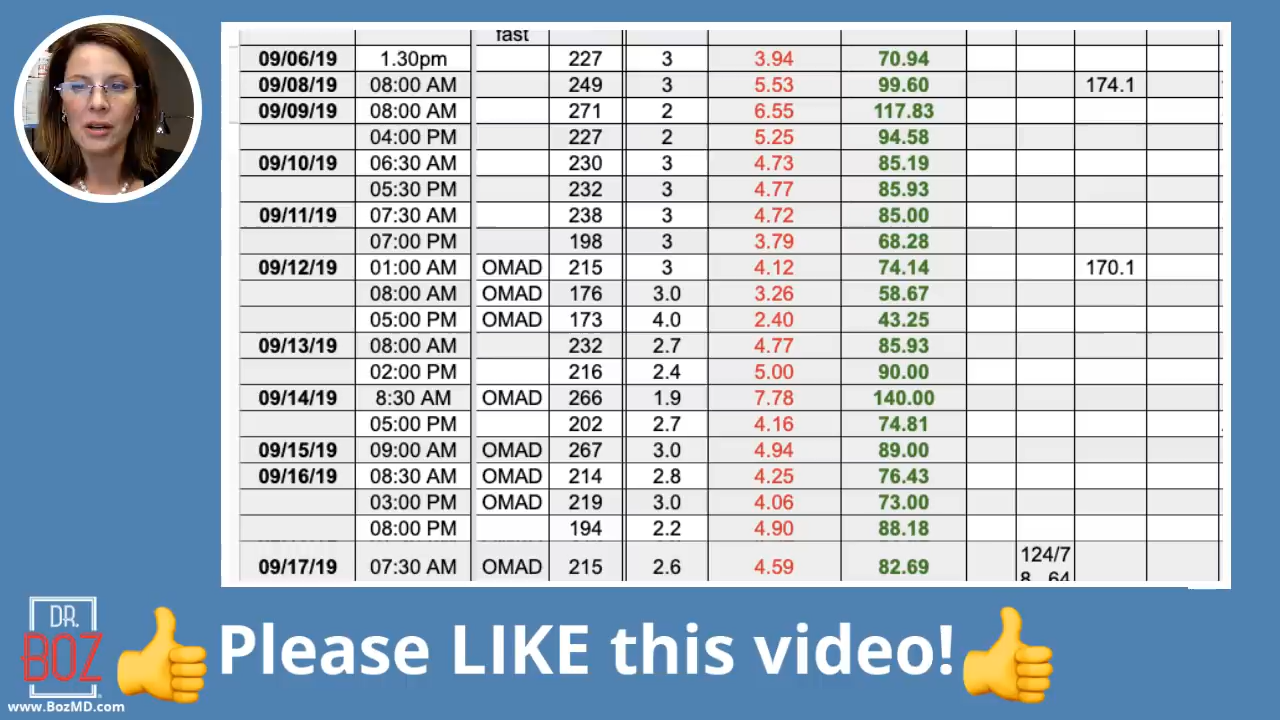 fast
09/06/19 1.30pm 227 3 3.94 70.94
09/08/19 08:00 AM 249 3 5.53 99.60 174.1
09/09/19 08:00 AM 271 2 6.55 117.83
04:00 PM 227 2 5.25 94.58
09/10/19 06:30 AM 230 3 4.73 85.19
05:30 PM 232 3 4.77 85.93
09/11/19 07:30 AM 238 3 4.72 85.00
07:00 PM 198 3 3.79 68.28
09/12/19 01:00 AM OMAD 215 3 4.12 74.14 170.1
08:00 AM OMAD 176 3.0 3.26 58.67
05:00 PM OMAD 173 4.0 2.40 43.25
09/13/19 08:00 AM 232 2.7 4.77 85.93
02:00 PM 216 2.4 5.00 90.00
09/14/19 8:30 AM OMAD 266 1.9 7.78 140.00
05:00 PM 202 2.7 4.16 74.81
09/15/19 09:00 AM OMAD 267 3.0 4.94 89.00
09/16/19 08:30 AM OMAD 214 2.8 4.25 76.43
03:00 PM OMAD 219 3.0 4.06 73.00
08:00 PM 194 2.2 4.90 88.18
09/17/19 07:30 AM OMAD 215 2.6 4.59 82.69 124/7
8 64
DR.
BOZ
Please LIKE this video!
www.BozMD.com